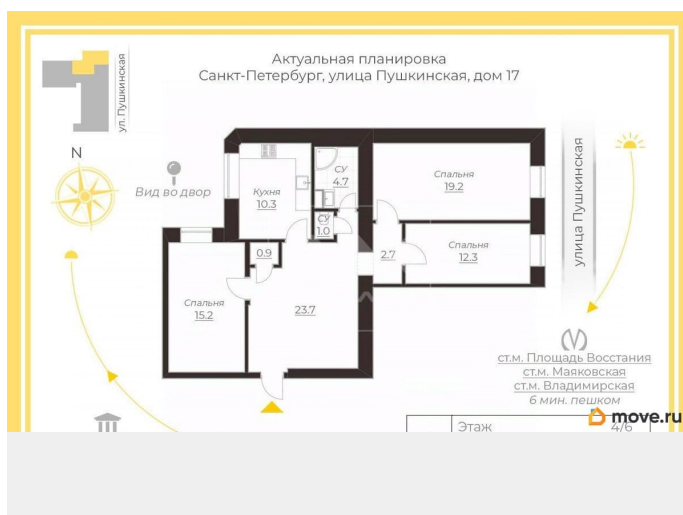 Актуальная планировка
Санкт-Петербург, улица Пушкинская, дом 17
ул. Пушкинская
N
Вид во двор
Кухня
10.3
СУ
4.7
СУ
1.0
Спальня
19.2
Спальня
12.3
2.7
0.9
Спальня
15.2
23.7
улица Пушкинская
ст.м. Площадь Восстания
ст.м. Маяковская
ст.м. Владимирская
6 мин. пешком
move.ru
Этаж 4/6